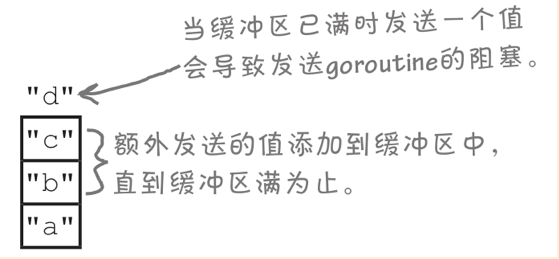 当缓冲区已满时发送一个值
会导致发送goroutine的阻塞。
"d"
"c"
额外发送的值添加到缓冲区中，
"b"
直到缓冲区满为止。
"a"